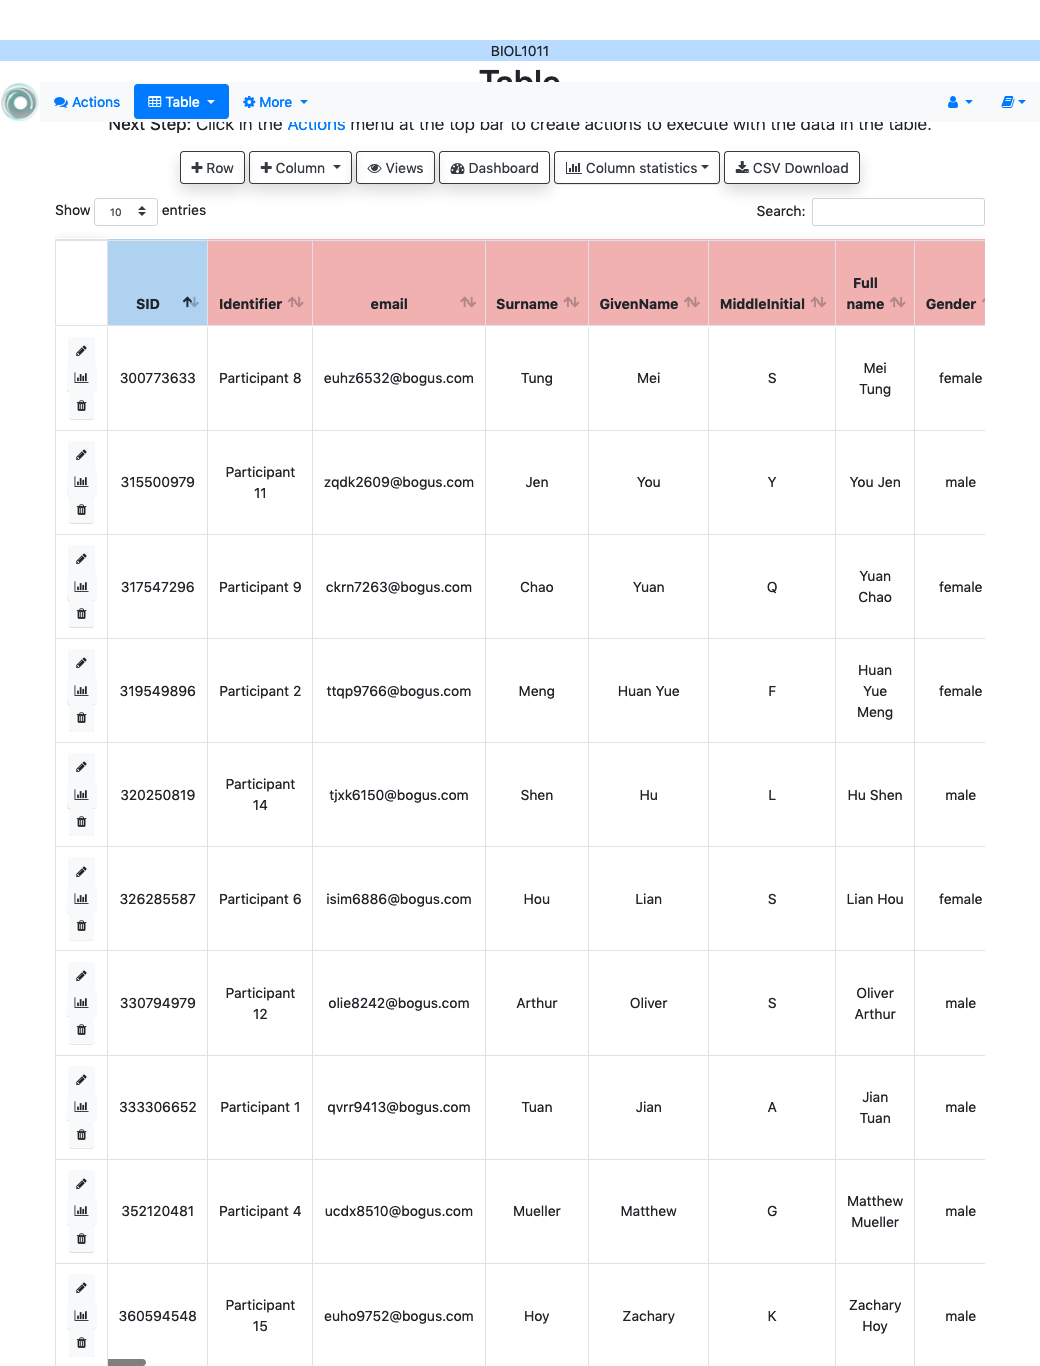 BIOL1011
Table
Actions Table More
Next Step: Click in the Actions menu at the top bar to create actions to execute with the data in the table.
Row Column Views Dashboard Column statistics CSV Download
Show 10 entries Search:
SID Identifier email Surname GivenName MiddleInitial Full name Gender
300773633 Participant 8 euhz6532@bogus.com Tung Mei S Mei Tung female
315500979 Participant 11 zqdk2609@bogus.com Jen You Y You Jen male
317547296 Participant 9 ckrn7263@bogus.com Chao Yuan Q Yuan Chao female
319549896 Participant 2 ttqp9766@bogus.com Meng Huan Yue F Huan Yue Meng female
320250819 Participant 14 tjxk6150@bogus.com Shen Hu L Hu Shen male
326285587 Participant 6 isim6886@bogus.com Hou Lian S Lian Hou female
330794979 Participant 12 olie8242@bogus.com Arthur Oliver S Oliver Arthur male
333306652 Participant 1 qvrr9413@bogus.com Tuan Jian A Jian Tuan male
352120481 Participant 4 ucdx8510@bogus.com Mueller Matthew G Matthew Mueller male
360594548 Participant 15 euho9752@bogus.com Hoy Zachary K Zachary Hoy male